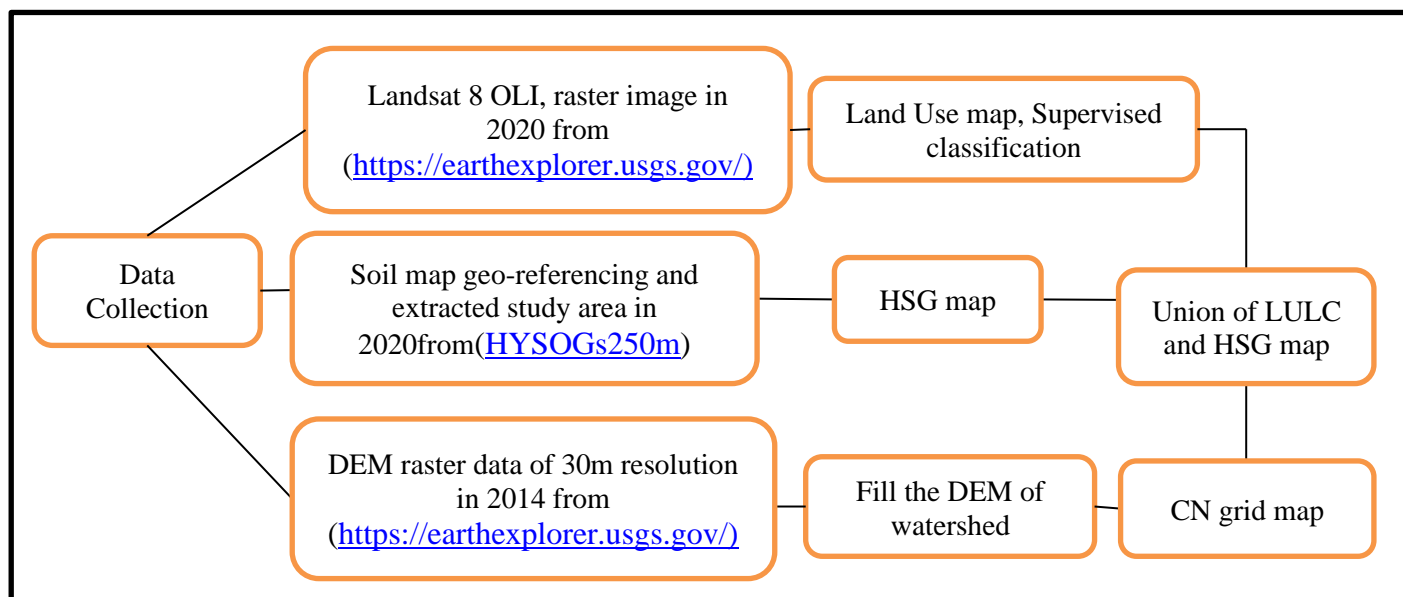 Landsat 8 OLI, raster image in
2020 from
(https://earthexplorer.usgs.gov/)
Land Use map, Supervised
classification
Data
Collection
Soil map geo-referencing and
extracted study area in
2020from(HYSOGs250m)
HSG map
Union of LULC
and HSG map
DEM raster data of 30m resolution
in 2014 from
(https://earthexplorer.usgs.gov/)
Fill the DEM of
watershed
CN grid map